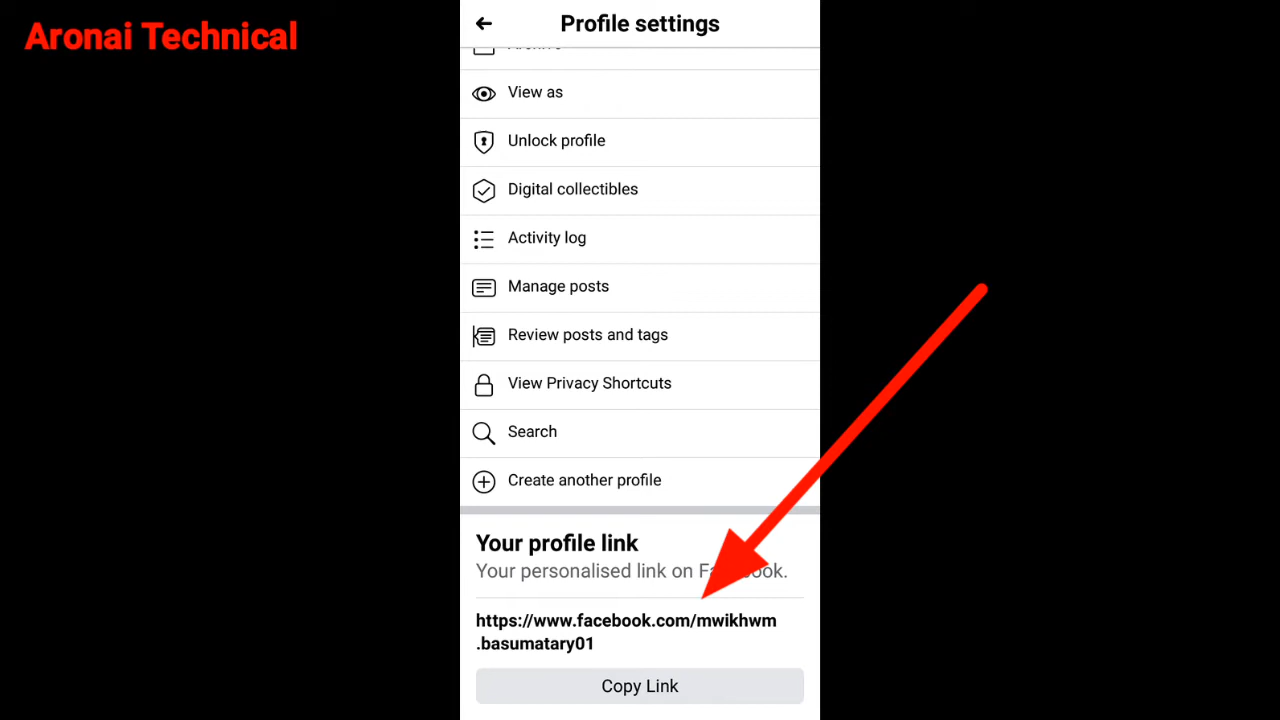 Aronai Technical
Profile settings
View as
Unlock profile
Digital collectibles
Activity log
Manage posts
Review posts and tags
View Privacy Shortcuts
Search
Create another profile
Your profile link
Your personalised link on
https://www.facebook.com/mwikhwm
.basumatary01
Copy Link